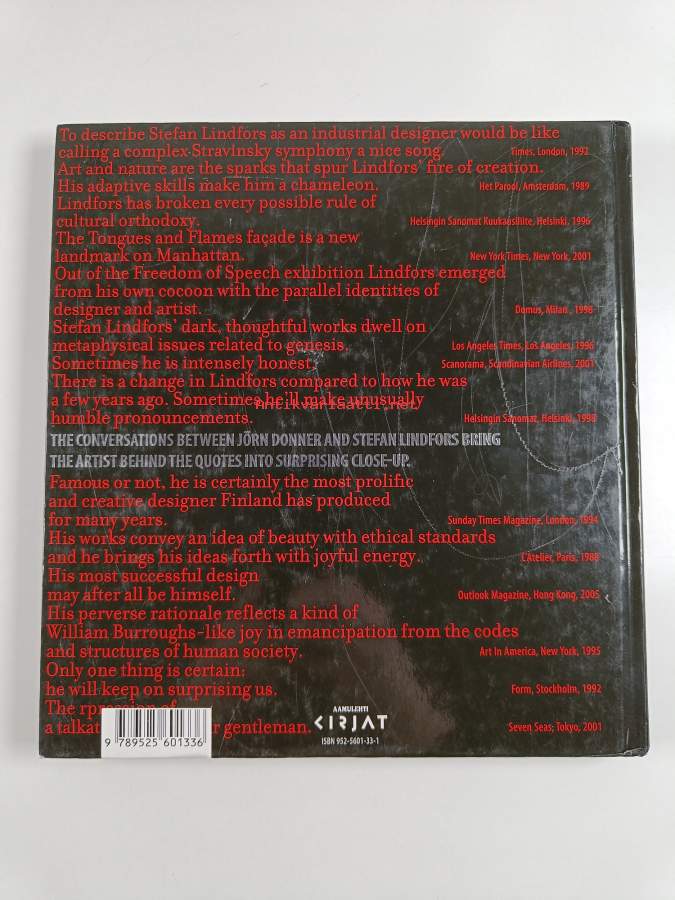 To describe Stefan Lindfors as an industrial designer would be like
calling a complex Stravinsky symphony a nice song. Times, London, 1992
Art and nature are the sparks that spur Lindfors' fire of creation.
His adaptive skills make him a chameleon. Het Parool, Amsterdam, 1989
Lindfors has broken every possible rule of
cultural orthodoxy. Helsingin Sanomat Kuukausiliite, Helsinki, 1996
The Tongues and Flames façade is a new
landmark on Manhattan. New York Times, New York, 2001
Out of the Freedom of Speech exhibition Lindfors emerged
from his own cocoon with the parallel identities of
designer and artist. Domus, Milan, 1998
Stefan Lindfors' dark, thoughtful works dwell on
metaphysical issues related to genesis. Los Angeles Times, Los Angeles, 1996
Sometimes he is intensely honest. Scanorama, Scandinavian Airlines, 2001
There is a change in Lindfors compared to how he was
a few years ago. Sometimes he'll make unusually
Antikvariaatti.net
humble pronouncements. Helsingin Sanomat, Helsinki, 1998
THE CONVERSATIONS BETWEEN JÖRN DONNER AND STEFAN LINDFORS BRING
THE ARTIST BEHIND THE QUOTES INTO SURPRISING CLOSE-UP.
Famous or not, he is certainly the most prolific
and creative designer Finland has produced
for many years. Sunday Times Magazine, London, 1994
His works convey an idea of beauty with ethical standards
and he brings his ideas forth with joyful energy. L'Atelier, Paris, 1988
His most successful design
may after all be himself. Outlook Magazine, Hong Kong, 2005
His perverse rationale reflects a kind of
William Burroughs-like joy in emancipation from the codes
and structures of human society. Art In America, New York, 1995
Only one thing is certain:
he will keep on surprising us. Form, Stockholm, 1992
The
a gentleman. Seven Seas; Tokyo, 2001
AAMULEHTI
KIRJAT
ISBN 952-5601-33-1
9 789525 601336